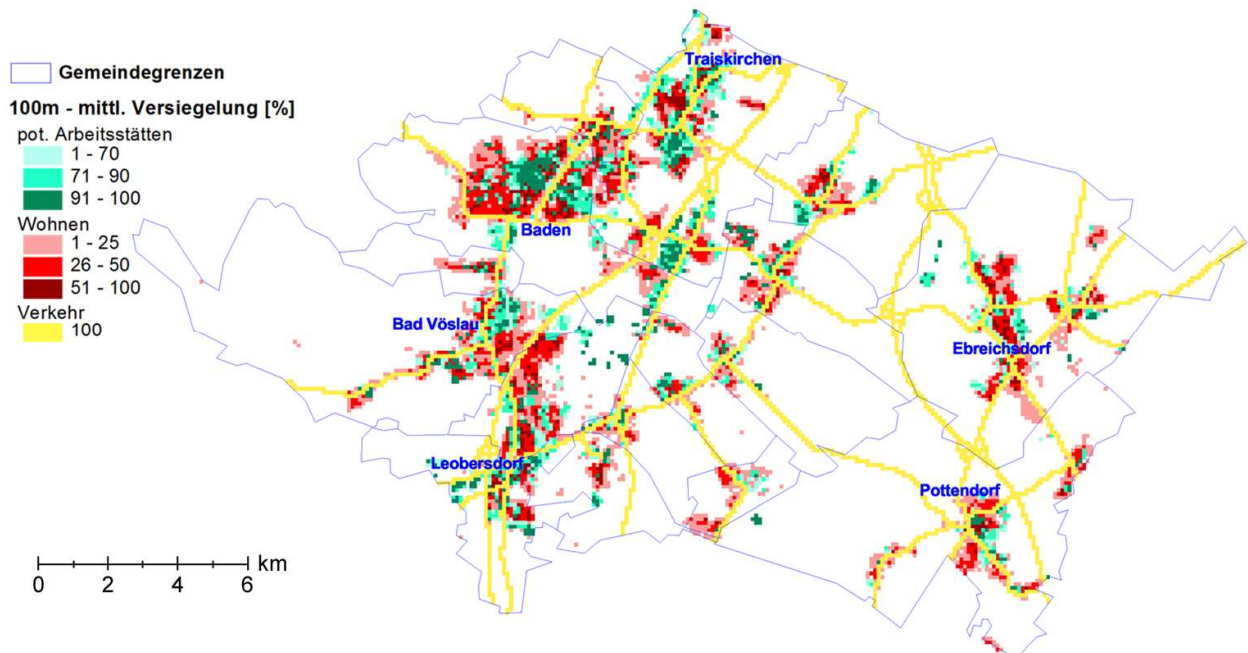 Gemeindegrenzen
100m - mittl. Versiegelung [%]
pot. Arbeitsstätten
1 - 70
71 - 90
91 - 100
Wohnen
1 - 25
26 - 50
51 - 100
Verkehr
100
Traiskirchen
Baden
Bad Vöslau
Ebreichsdorf
Leobersdorf
Pottendorf
km
0 2 4 6